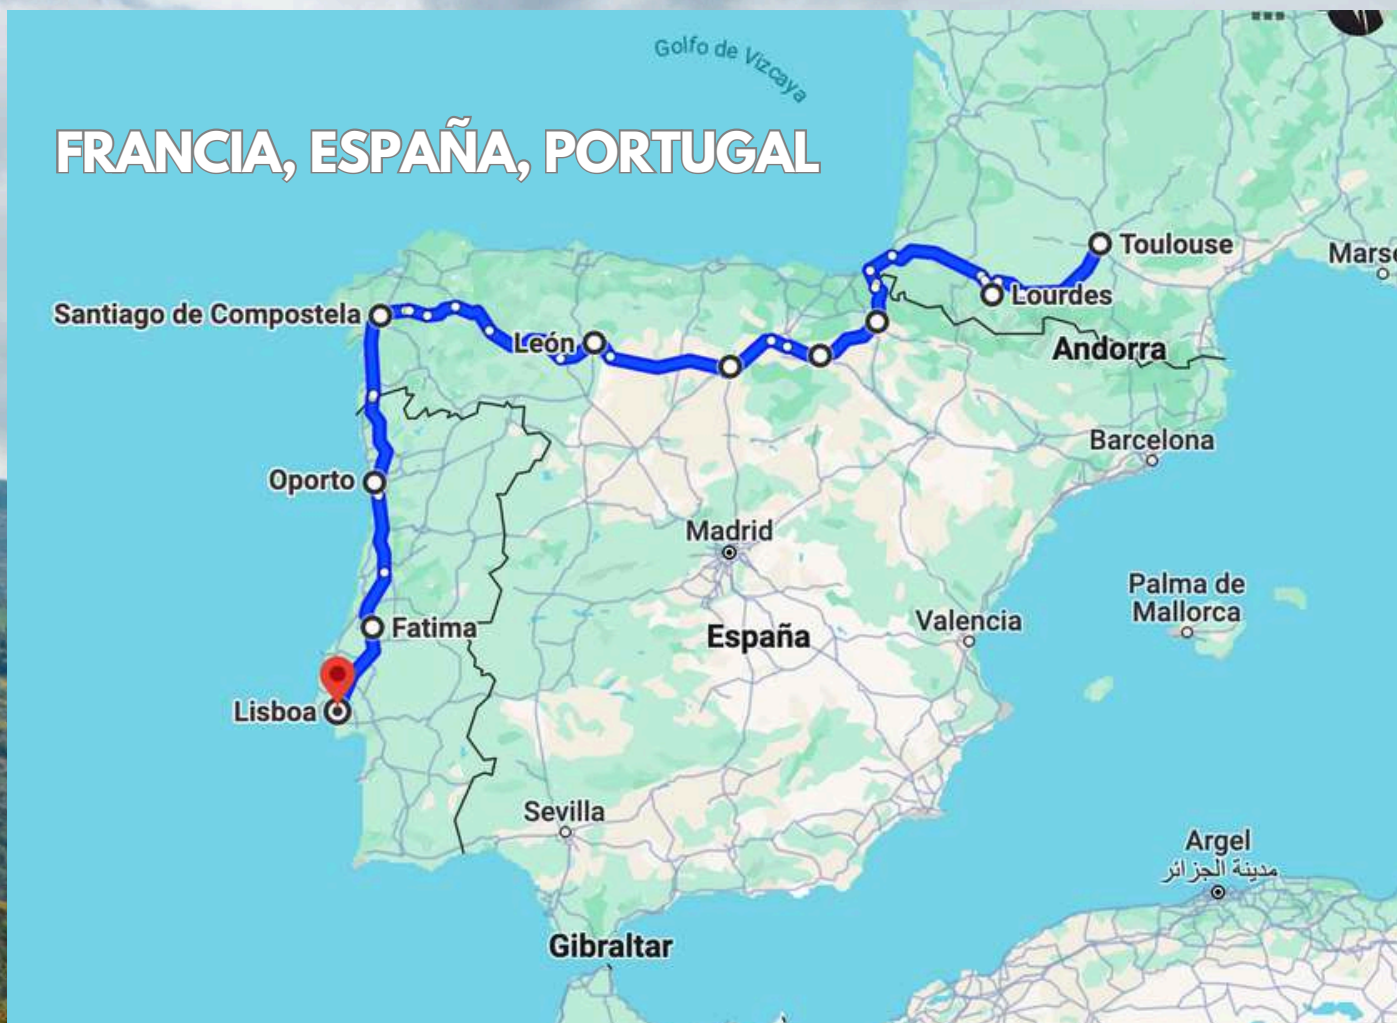 Golfo de Vizcaya
FRANCIA, ESPAÑA, PORTUGAL
Toulouse
Marse
Lourdes
Santiago de Compostela
León
Andorra
Barcelona
Oporto
Madrid
Palma de
Mallorca
Valencia
España
Fatima
Lisboa
Sevilla
Argel
مدينة الجزائر
Gibraltar